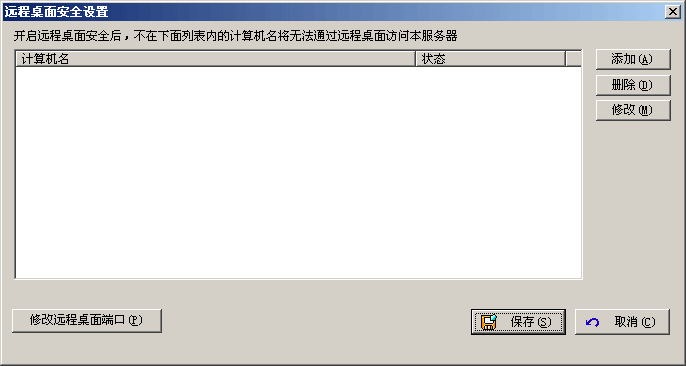 远程桌面安全设置
开启远程桌面安全后，不在下面列表内的计算机名将无法通过远程桌面访问本服务器
计算机名 状态
添加(A)
删除(D)
修改(M)
修改远程桌面端口(P) 保存(S) 取消(C)